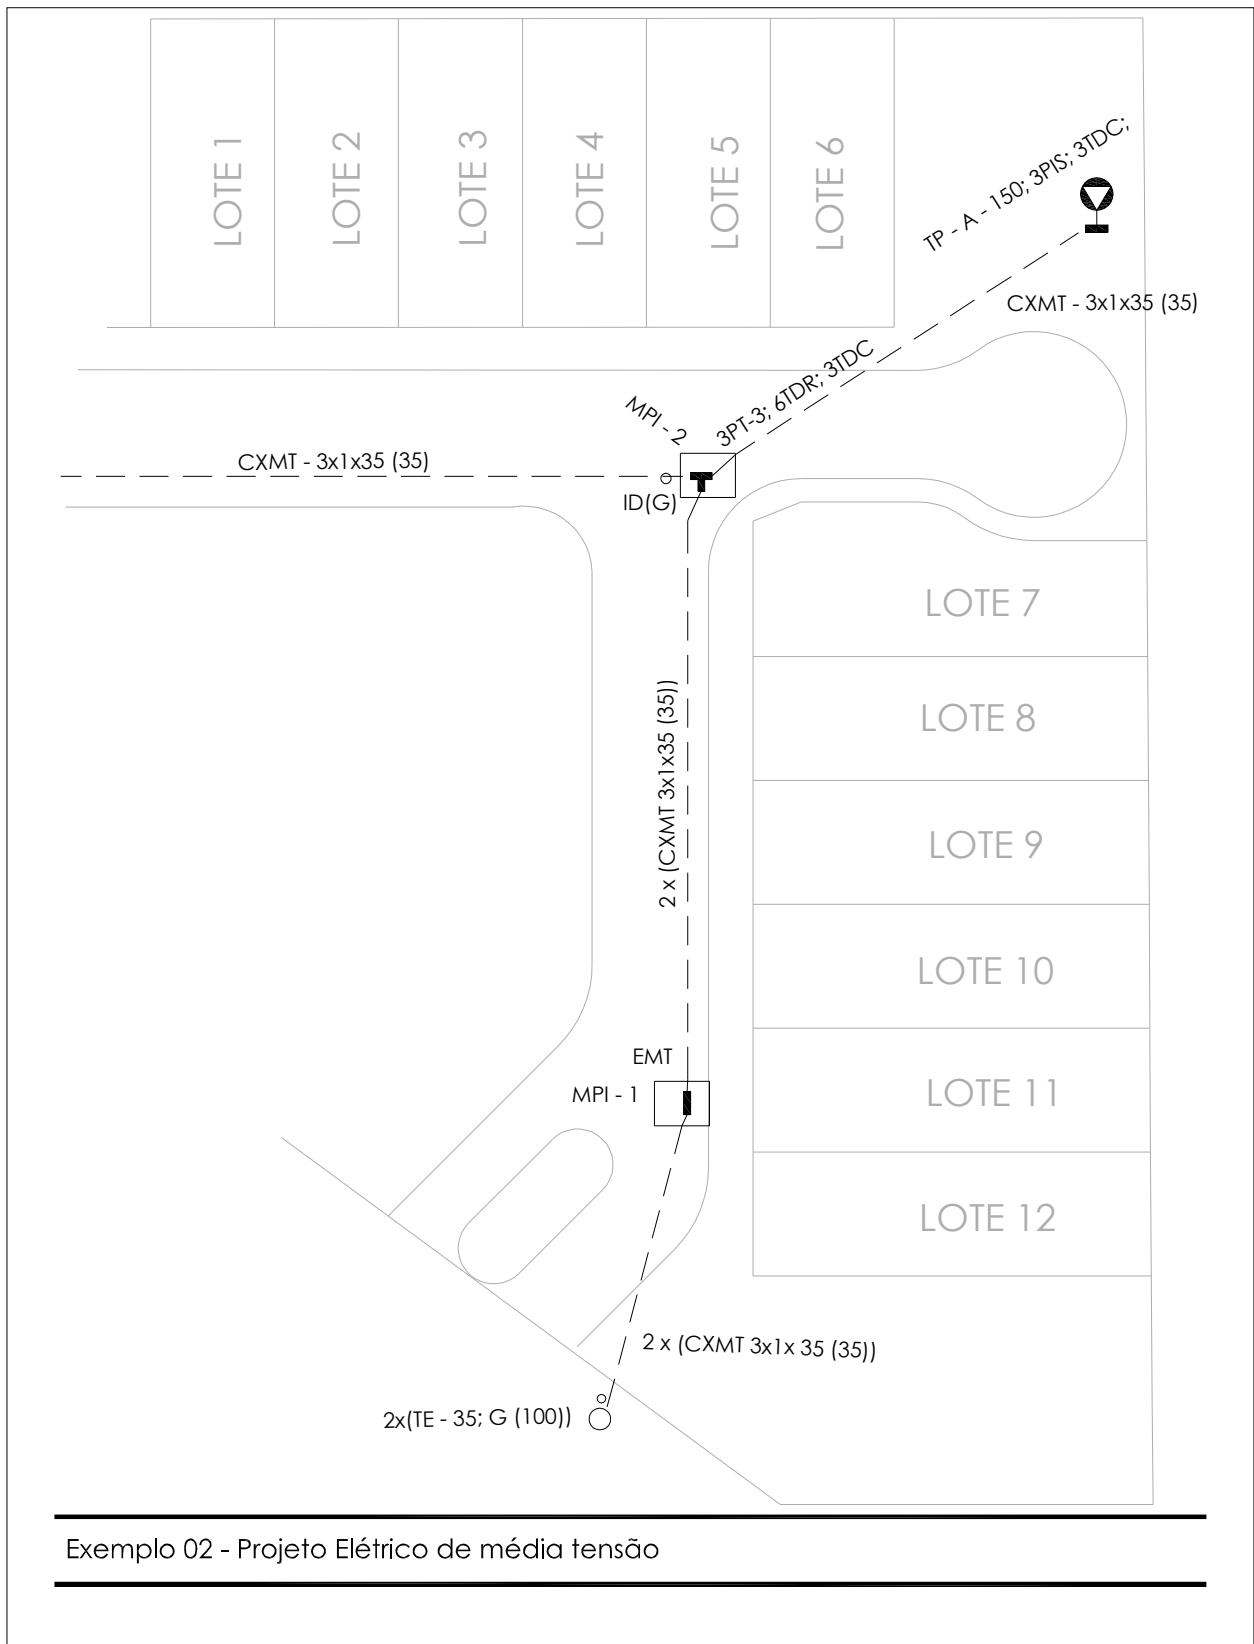 LOTE 1
LOTE 2
LOTE 3
LOTE 4
LOTE 5
LOTE 6
TP - A - 150; 3PIS; 3TDC;
CXMT - 3x1x35 (35)
3PT-3; 6TDR; 3TDC
MPI - 2
CXMT - 3x1x35 (35)
ID(G)
LOTE 7
2 x (CXMT 3x1x35 (35))
LOTE 8
LOTE 9
LOTE 10
EMT
MPI - 1
LOTE 11
LOTE 12
2 x (CXMT 3x1x 35 (35))
2x(TE - 35; G (100))
Exemplo 02 - Projeto Elétrico de média tensão